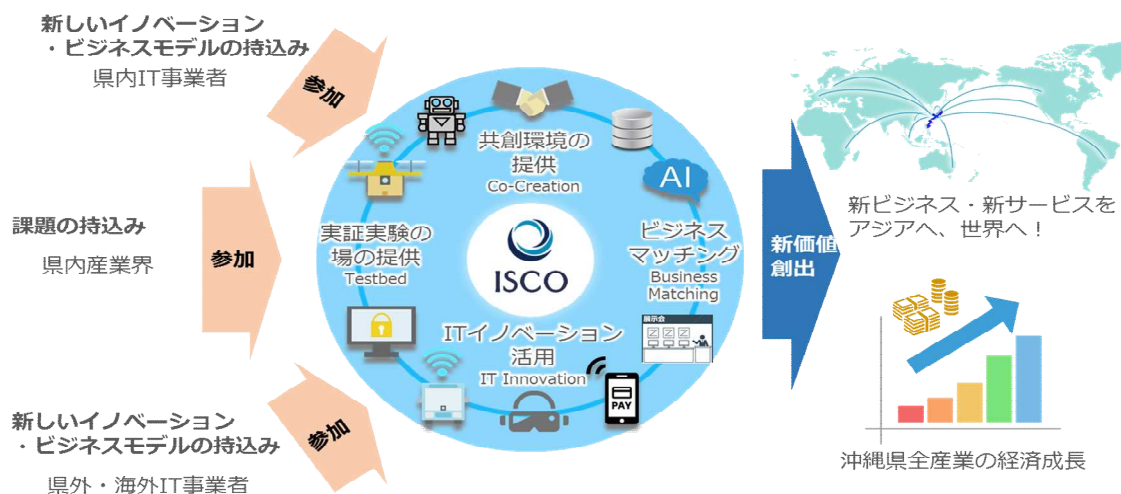 新しいイノベーション
・ビジネスモデルの持込み
県内IT事業者
参加
課題の持込み
県内産業界
参加
新しいイノベーション
・ビジネスモデルの持込み
県外・海外IT事業者
参加
共創環境の
提供
Co-Creation
AI
実証実験の
場の提供
Testbed
ISCO
ビジネス
マッチング
Business
Matching
展示会
ITイノベーション
活用
IT Innovation
PAY
新価値
創出
新ビジネス・新サービスを
アジアへ、世界へ！
沖縄県全産業の経済成長